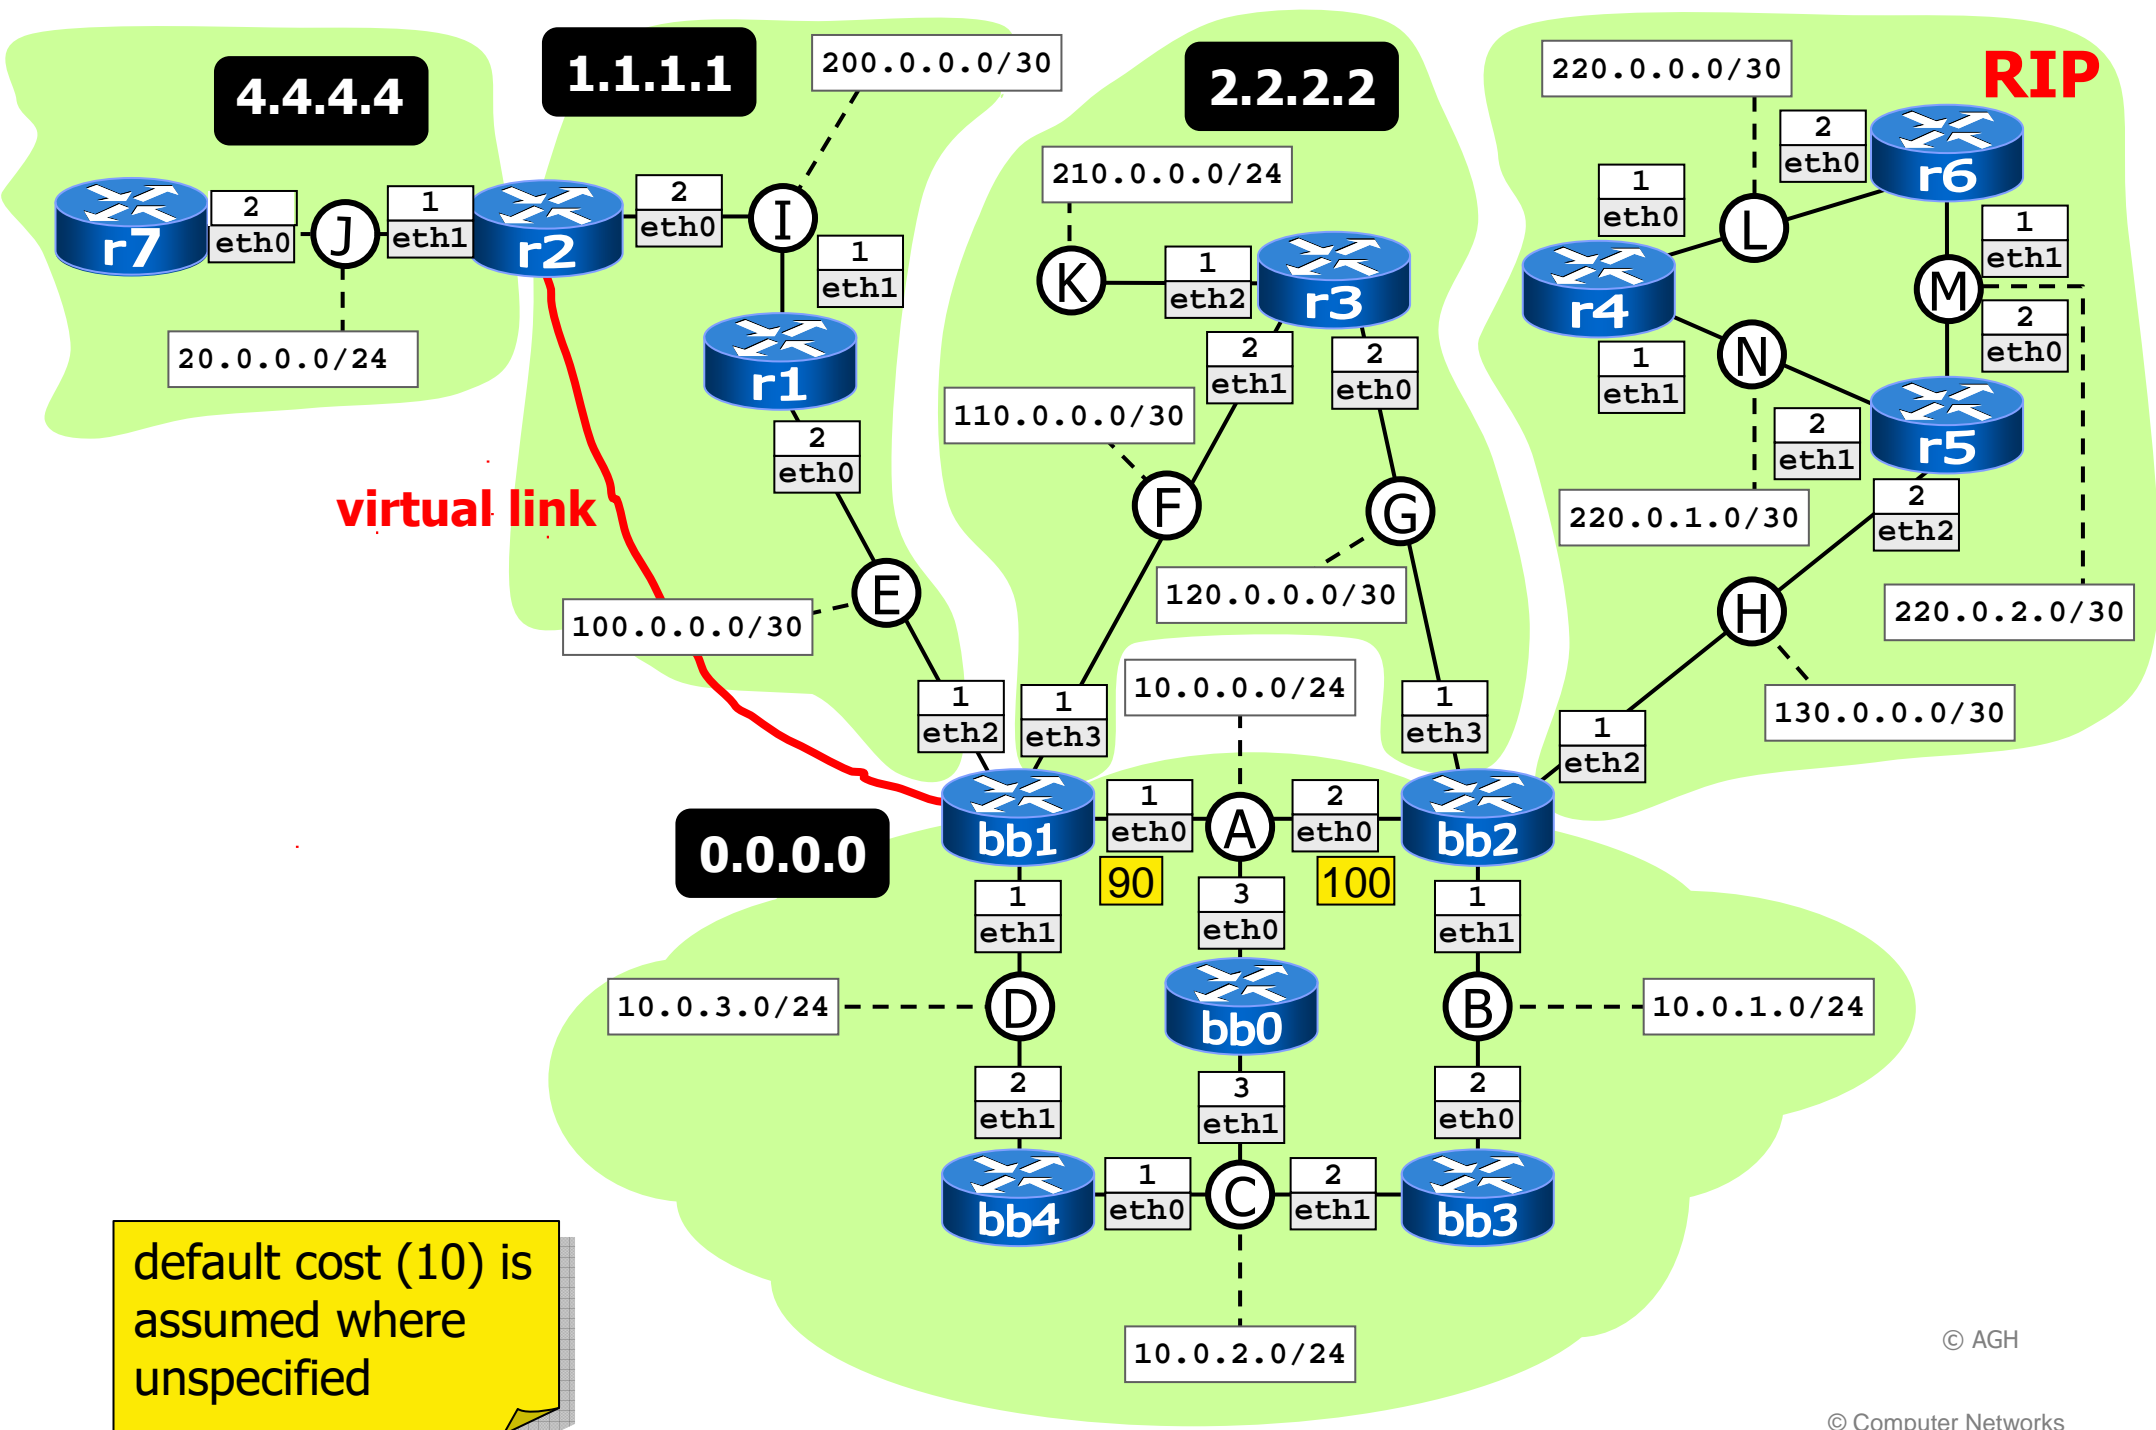 4.4.4.4
1.1.1.1
200.0.0.0/30
2.2.2.2
220.0.0.0/30
RIP
210.0.0.0/24
2
eth0
r6
1
eth0
L
r7
2
eth0
J
1
eth1
r2
2
eth0
I
1
eth1
K
1
eth2
r3
r4
1
eth1
M
2
eth0
N
1
eth1
20.0.0.0/24
r1
2
eth0
2
eth1
2
eth0
110.0.0.0/30
2
eth1
r5
virtual link
F
G
220.0.1.0/30
2
eth2
100.0.0.0/30
E
120.0.0.0/30
H
220.0.2.0/30
10.0.0.0/24
130.0.0.0/30
1
eth2
1
eth3
1
eth3
1
eth2
0.0.0.0
bb1
1
eth0
90
A
2
eth0
100
bb2
1
eth1
3
eth0
1
eth1
10.0.3.0/24
D
bb0
B
10.0.1.0/24
2
eth1
3
eth1
2
eth0
bb4
1
eth0
C
2
eth1
bb3
10.0.2.0/24
default cost (10) is
assumed where
unspecified
© AGH
© Computer Networks